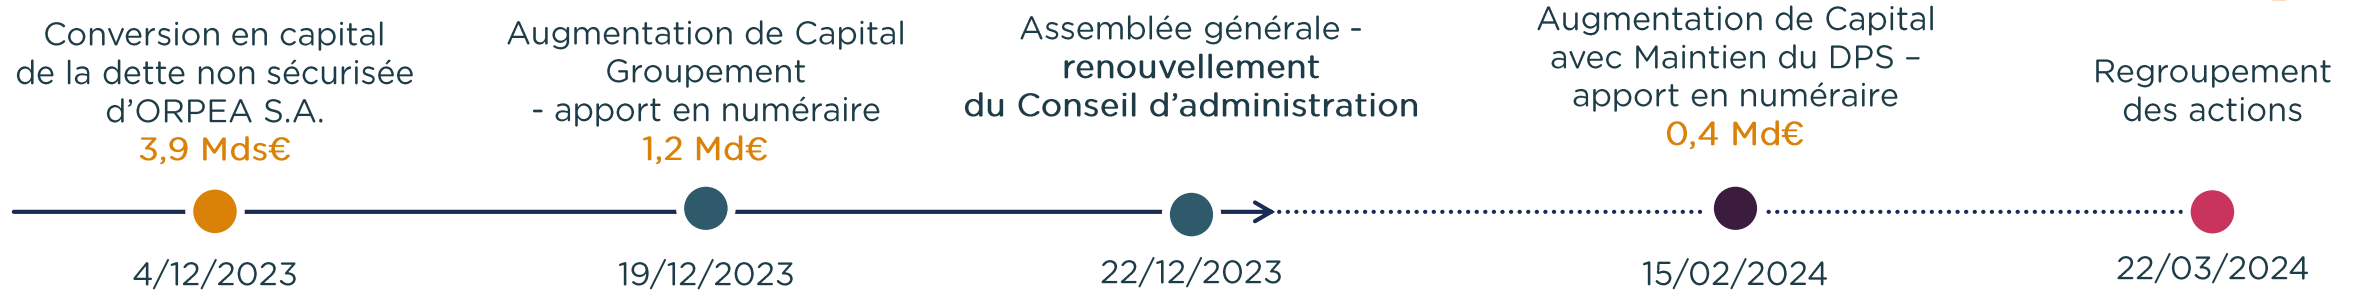 Conversion en capital
de la dette non sécurisée
d’ORPEA S.A.
3,9 Mds€
4/12/2023
Augmentation de Capital
Groupement
- apport en numéraire
1,2 Md€
19/12/2023
Assemblée générale -
renouvellement
du Conseil d’administration
22/12/2023
Augmentation de Capital
avec Maintien du DPS –
apport en numéraire
0,4 Md€
15/02/2024
Regroupement
des actions
22/03/2024